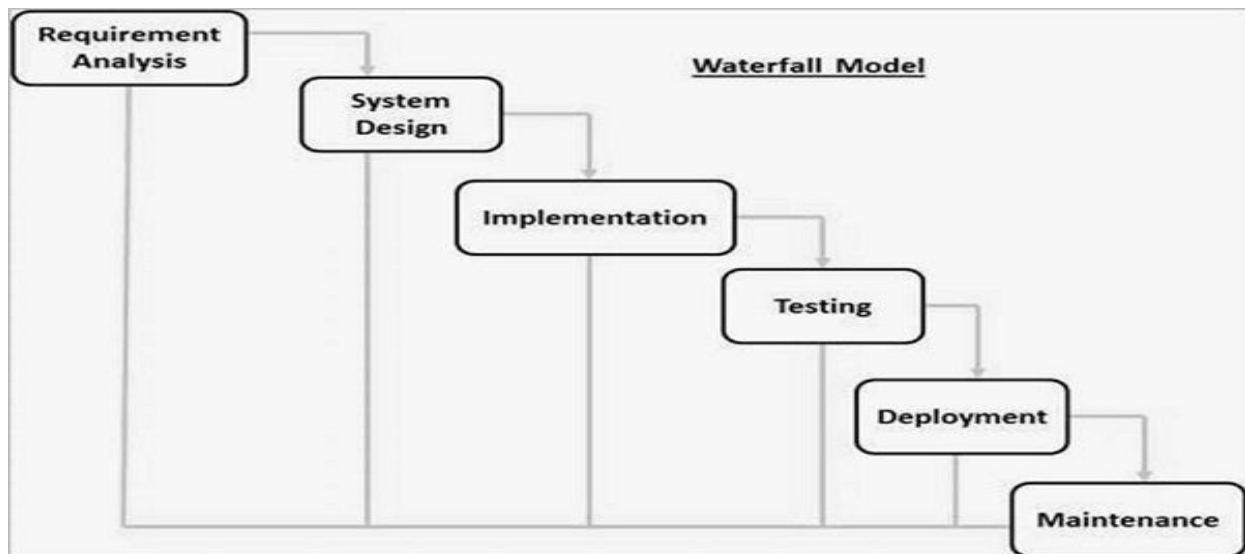 Requirement
Analysis
Waterfall Model
System
Design
Implementation
Testing
Deployment
Maintenance